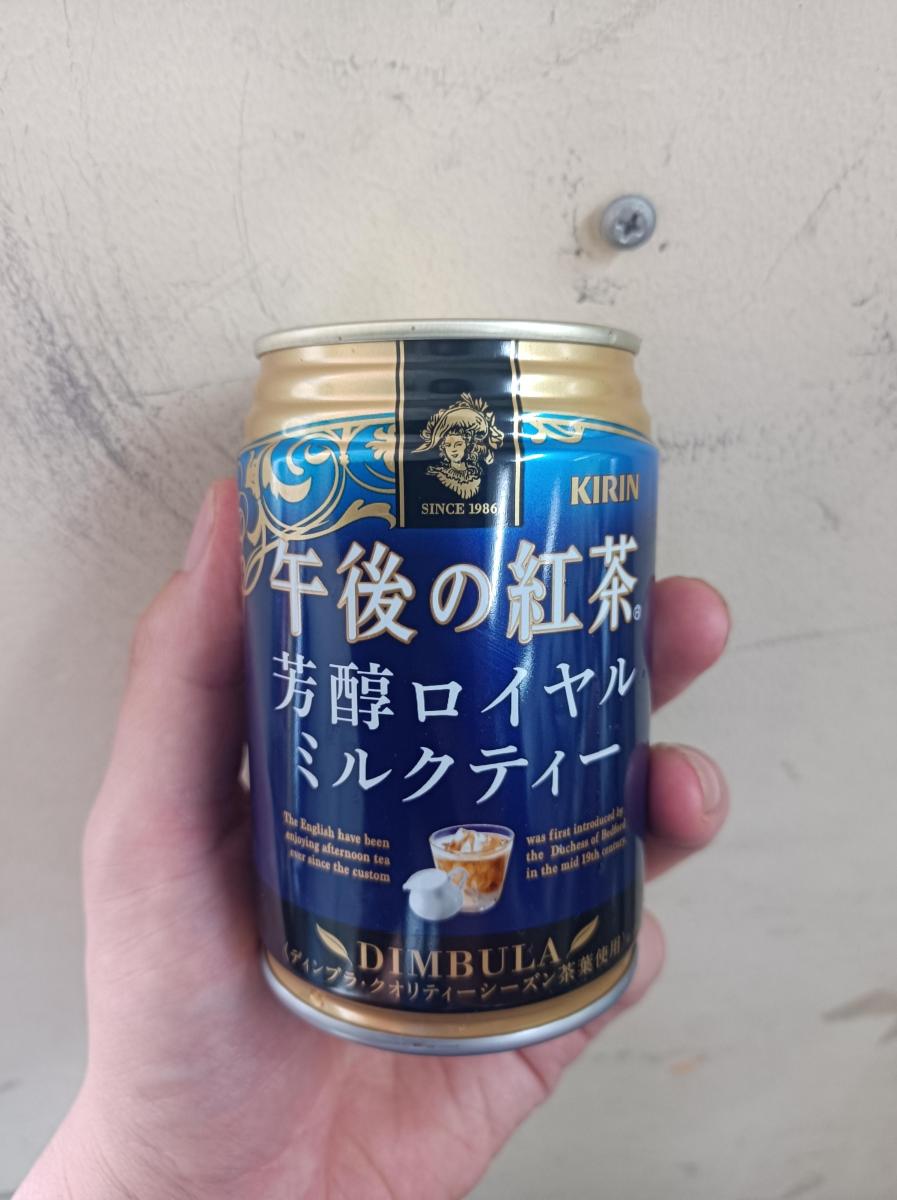 SINCE 1986
KIRIN
午後の紅茶
芳醇ロイヤル
ミルクティー
The English have been
enjoying afternoon tea
ever since the custom
was first introduced by
the Duchess of Bedford
in the mid 19th century.
DIMBULA
(ディンブラ・クオリティーシーズン茶葉使用)